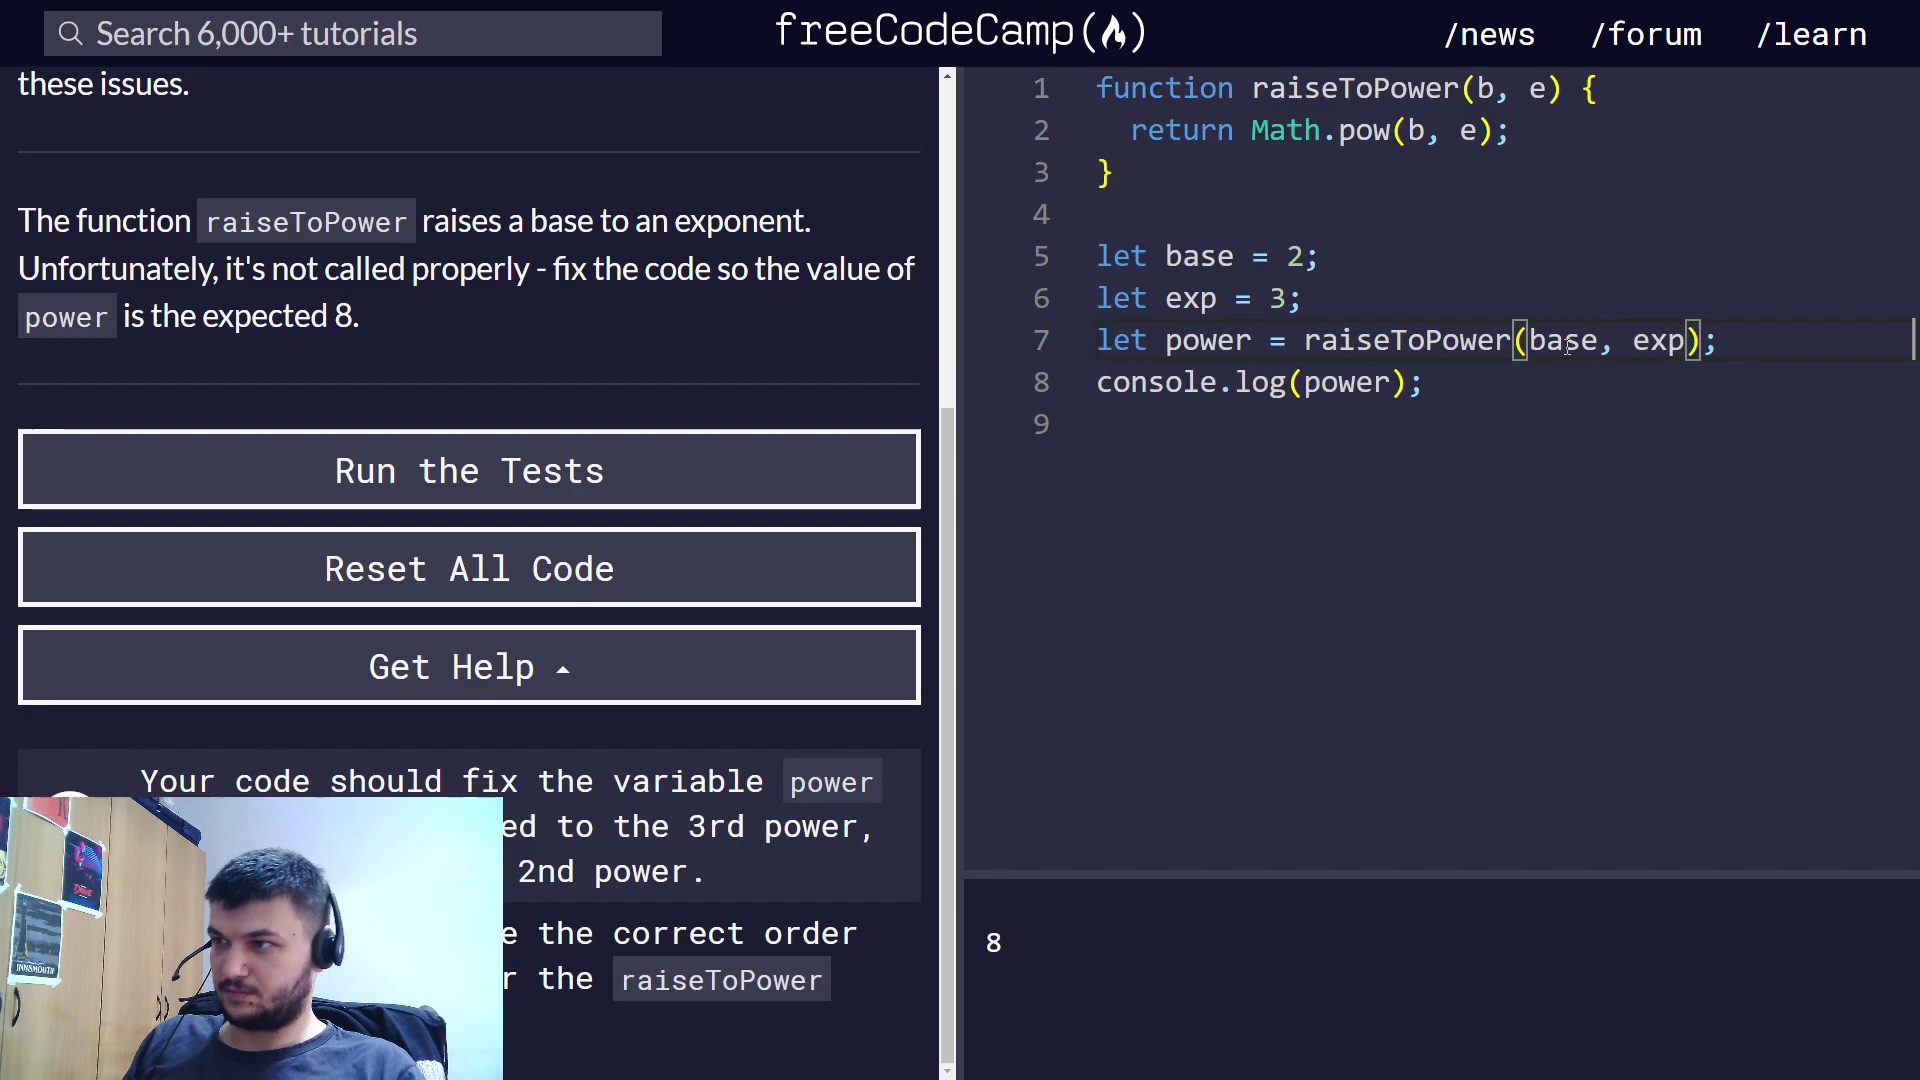 Search 6,000+ tutorials
freeCodeCamp
/news
/forum
/learn
these issues.
The function raiseToPower raises a base to an exponent.
Unfortunately, it's not called properly - fix the code so the value of
power is the expected 8.
Run the Tests
Reset All Code
Get Help
Your code should fix the variable power
ed to the 3rd power,
2nd power.
e the correct order
r the raiseToPower
1 function raiseToPower(b, e) {
2 return Math.pow(b, e);
3 }
4
5 let base = 2;
6 let exp = 3;
7 let power = raiseToPower(base, exp);
8 console.log(power);
9
8
DRIVE
INNSMOUTH